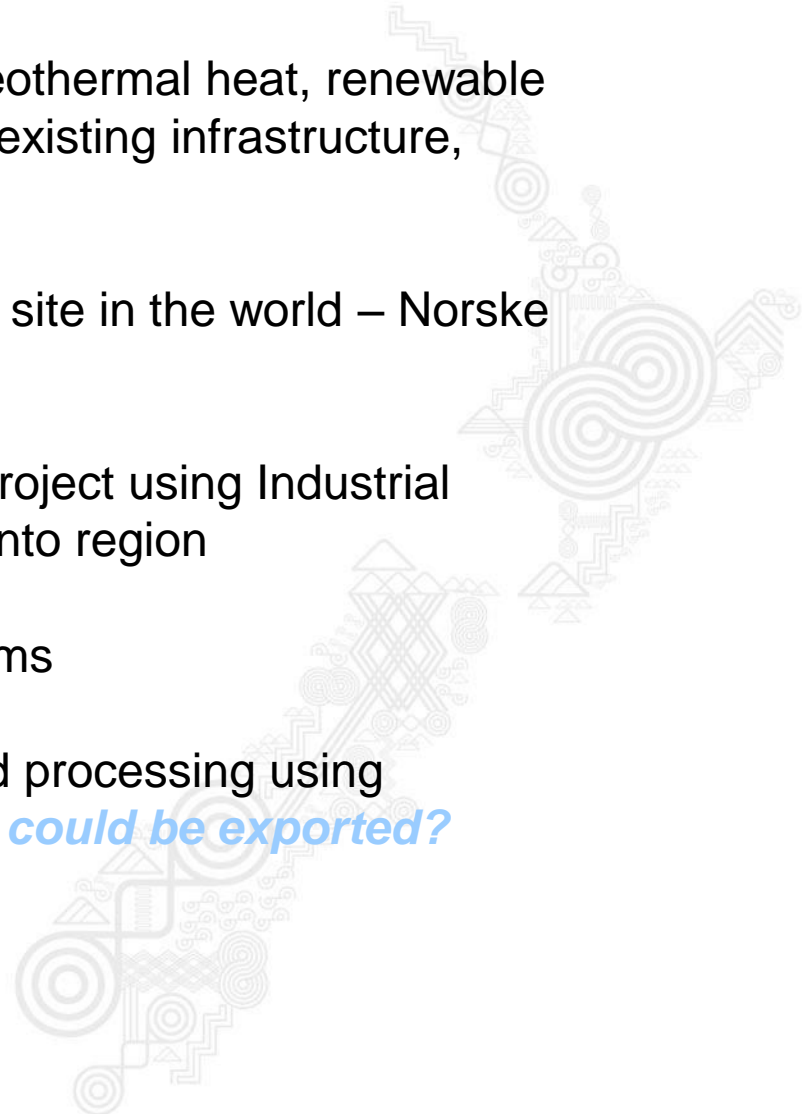 eothermal heat, renewable
existing infrastructure,
site in the world – Norske
roject using Industrial
nto region
ms
d processing using
could be exported?